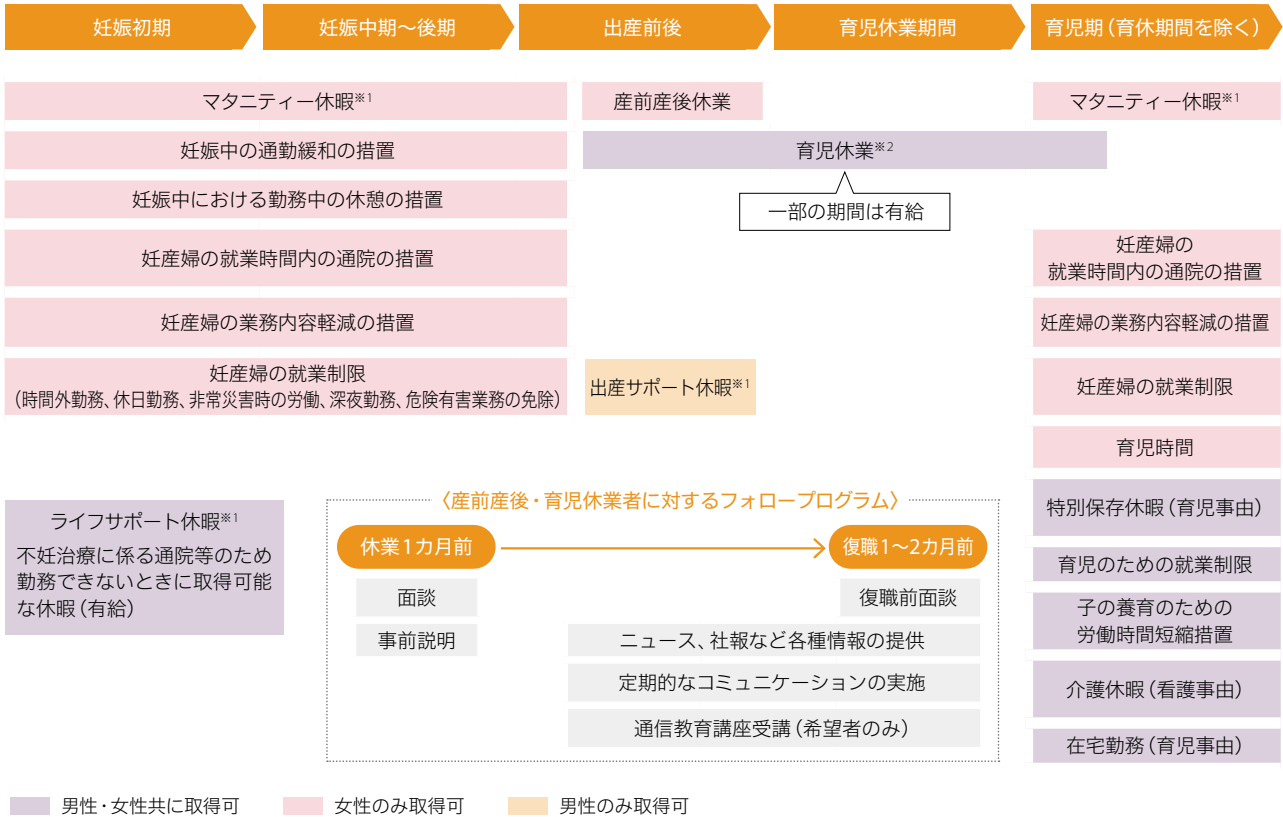 妊娠初期
妊娠中期～後期
出産前後
育児休業期間
育児期（育休期間を除く）
マタニティー休暇※1
産前産後休業
マタニティー休暇※1
妊娠中の通勤緩和の措置
育児休業※2
妊娠中における勤務中の休憩の措置
一部の期間は有給
妊産婦の就業時間内の通院の措置
妊産婦の
就業時間内の通院の措置
妊産婦の業務内容軽減の措置
妊産婦の業務内容軽減の措置
妊産婦の就業制限
（時間外勤務、休日勤務、非常災害時の労働、深夜勤務、危険有害業務の免除）
出産サポート休暇※1
妊産婦の就業制限
育児時間
ライフサポート休暇※1
不妊治療に係る通院等のため
勤務できないときに取得可能
な休暇（有給）
〈産前産後・育児休業者に対するフォロープログラム〉
休業1カ月前
復職1～2カ月前
面談
復職前面談
事前説明
ニュース、社報など各種情報の提供
定期的なコミュニケーションの実施
通信教育講座受講（希望者のみ）
特別保存休暇（育児事由）
育児のための就業制限
子の養育のための
労働時間短縮措置
介護休暇（看護事由）
在宅勤務（育児事由）
男性・女性共に取得可
女性のみ取得可
男性のみ取得可